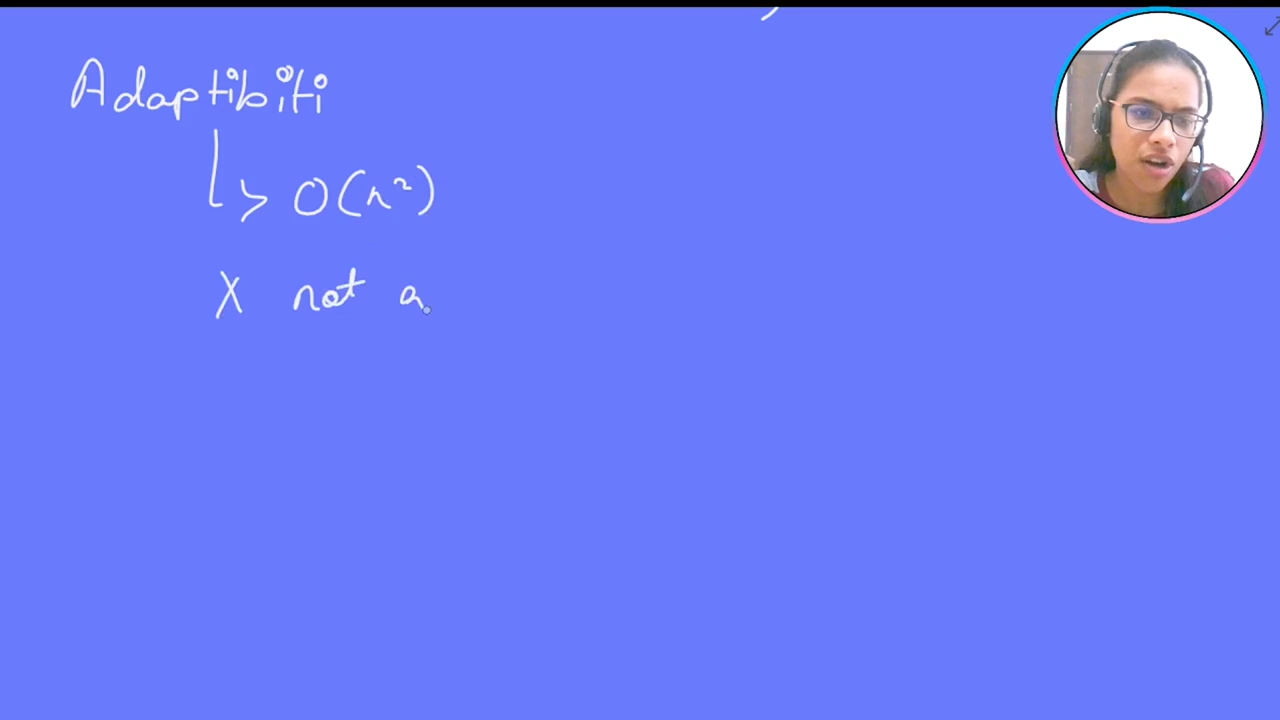 Adaptibiti
↳ O(n²)
X not a